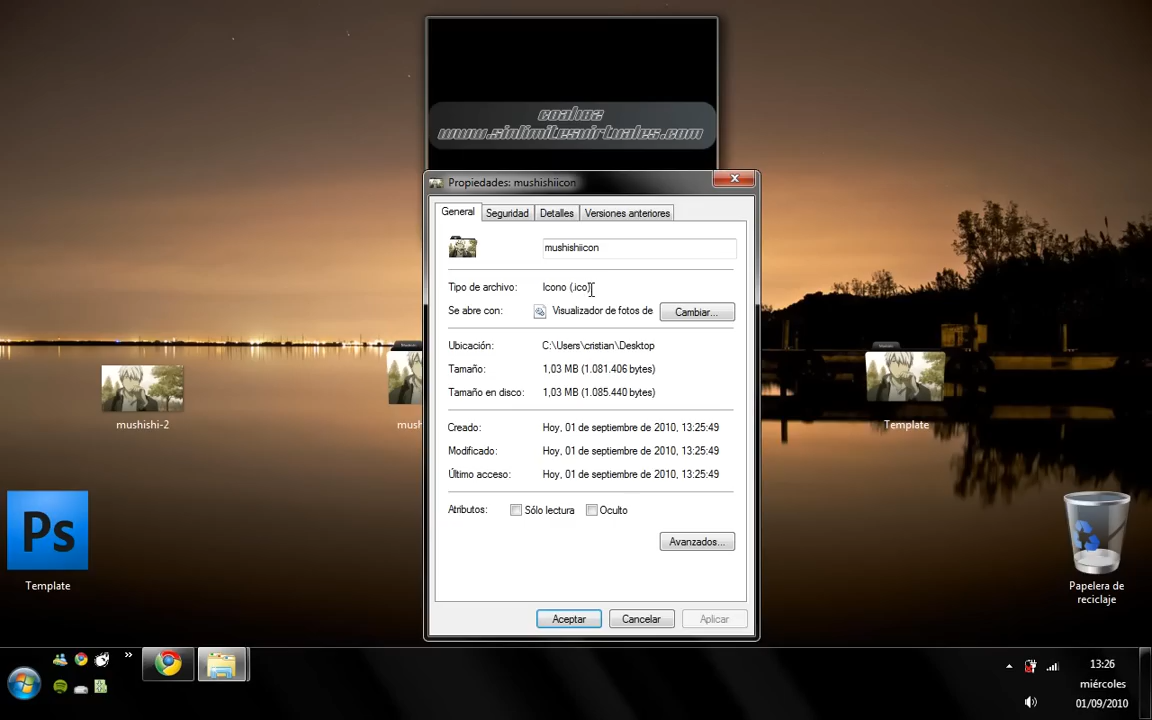 coahoz
www.sinlimitesvirtuales.com
Propiedades: mushishiicon
General
Seguridad
Detalles
Versiones anteriores
mushishiicon
Tipo de archivo: Icono (.ico)
Se abre con: Visualizador de fotos de
Cambiar...
Ubicación: C:\Users\cristian\Desktop
Tamaño: 1,03 MB (1.081.406 bytes)
Tamaño en disco: 1,03 MB (1.085.440 bytes)
Creado: Hoy, 01 de septiembre de 2010, 13:25:49
Modificado: Hoy, 01 de septiembre de 2010, 13:25:49
Último acceso: Hoy, 01 de septiembre de 2010, 13:25:49
Atributos: Sólo lectura Oculto
Avanzados...
Aceptar
Cancelar
Aplicar
mushishi-2
mush
Template
Ps
Template
Papelera de
reciclaje
»
13:26
miércoles
01/09/2010